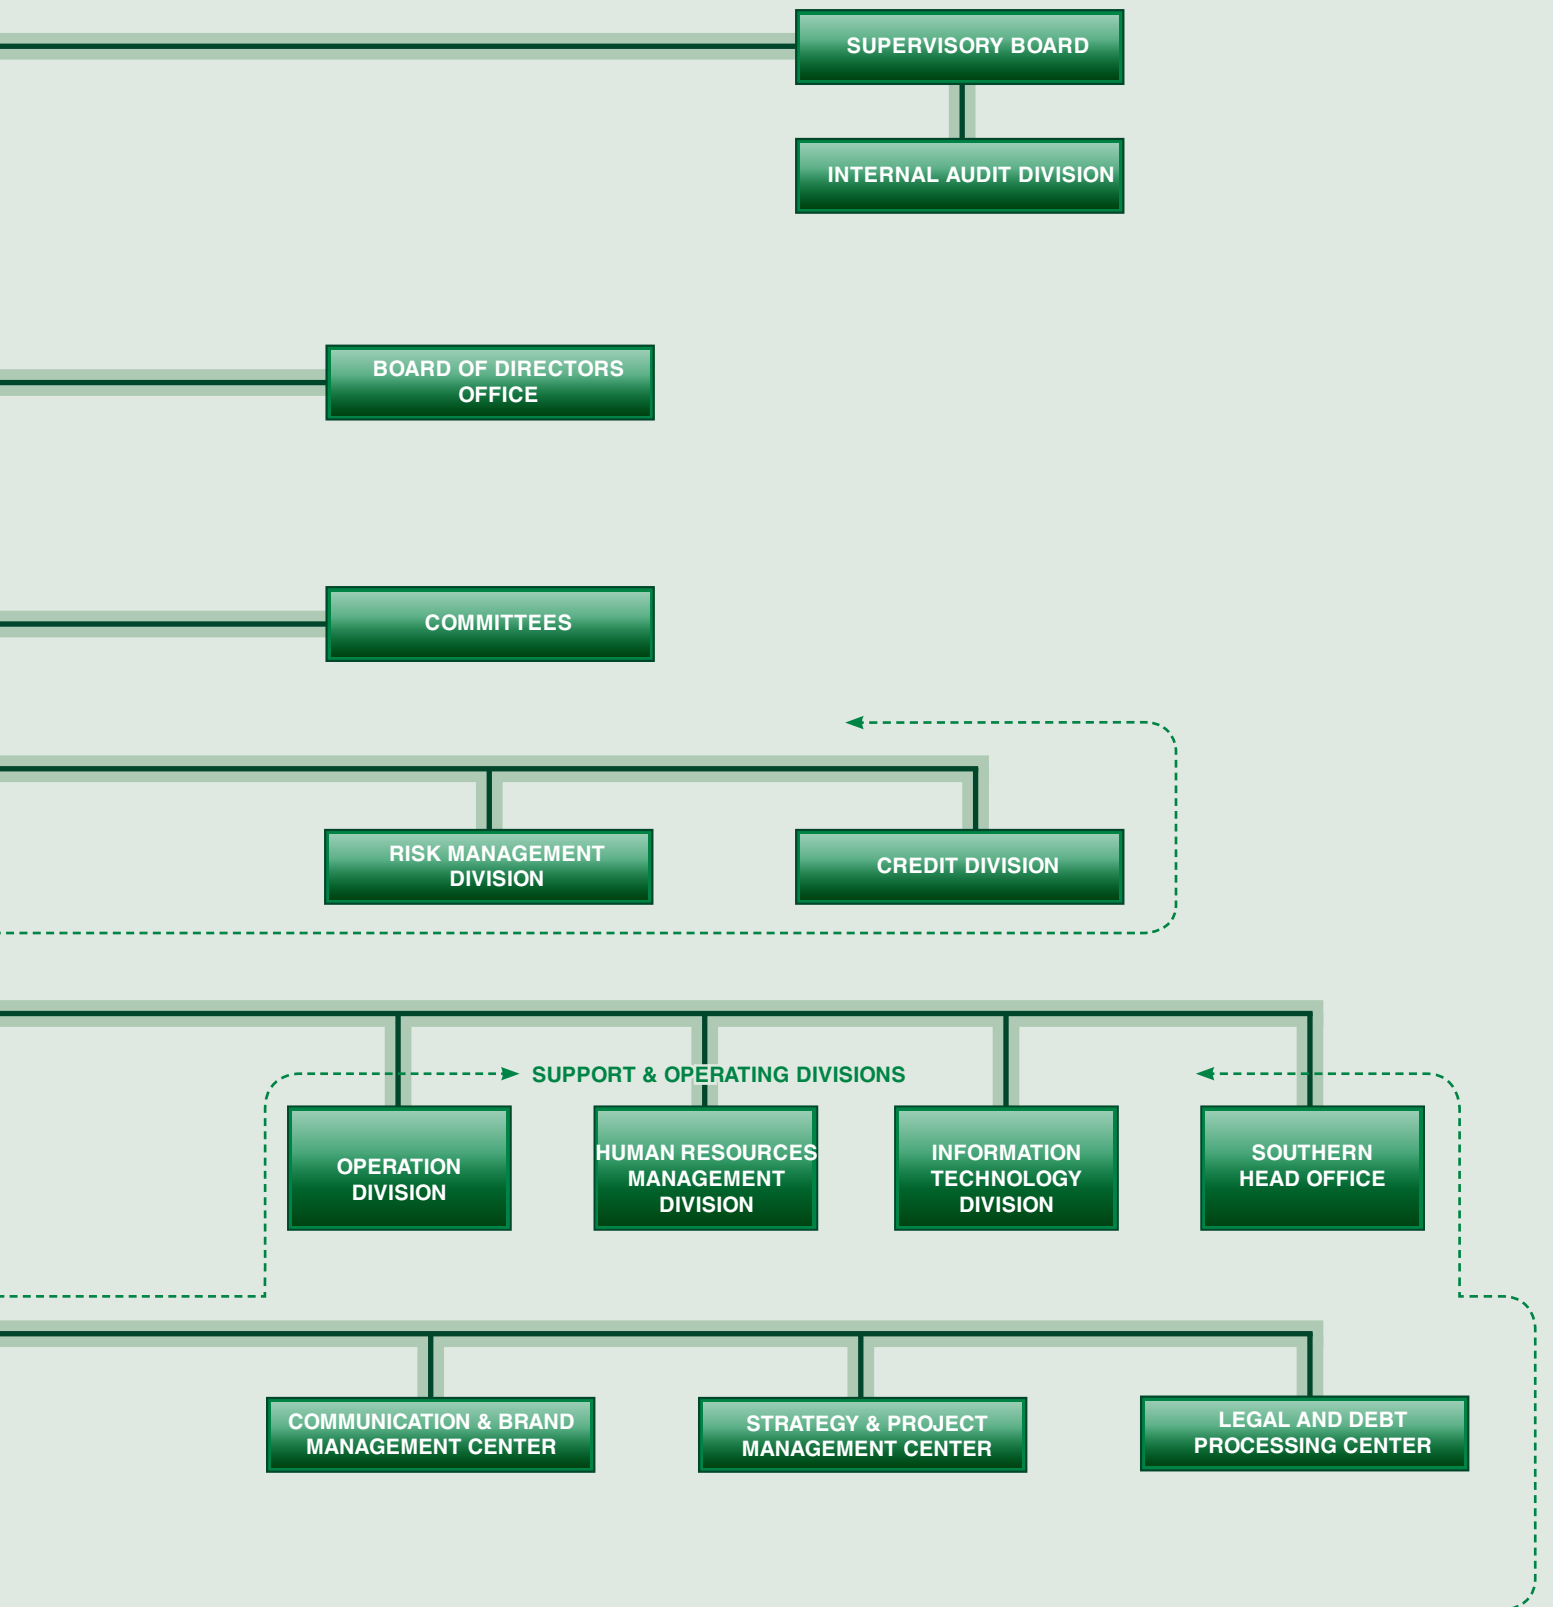 SUPERVISORY BOARD
INTERNAL AUDIT DIVISION
BOARD OF DIRECTORS
OFFICE
COMMITTEES
RISK MANAGEMENT
DIVISION
CREDIT DIVISION
SUPPORT & OPERATING DIVISIONS
OPERATION
DIVISION
HUMAN RESOURCES
MANAGEMENT
DIVISION
INFORMATION
TECHNOLOGY
DIVISION
SOUTHERN
HEAD OFFICE
COMMUNICATION & BRAND
MANAGEMENT CENTER
STRATEGY & PROJECT
MANAGEMENT CENTER
LEGAL AND DEBT
PROCESSING CENTER